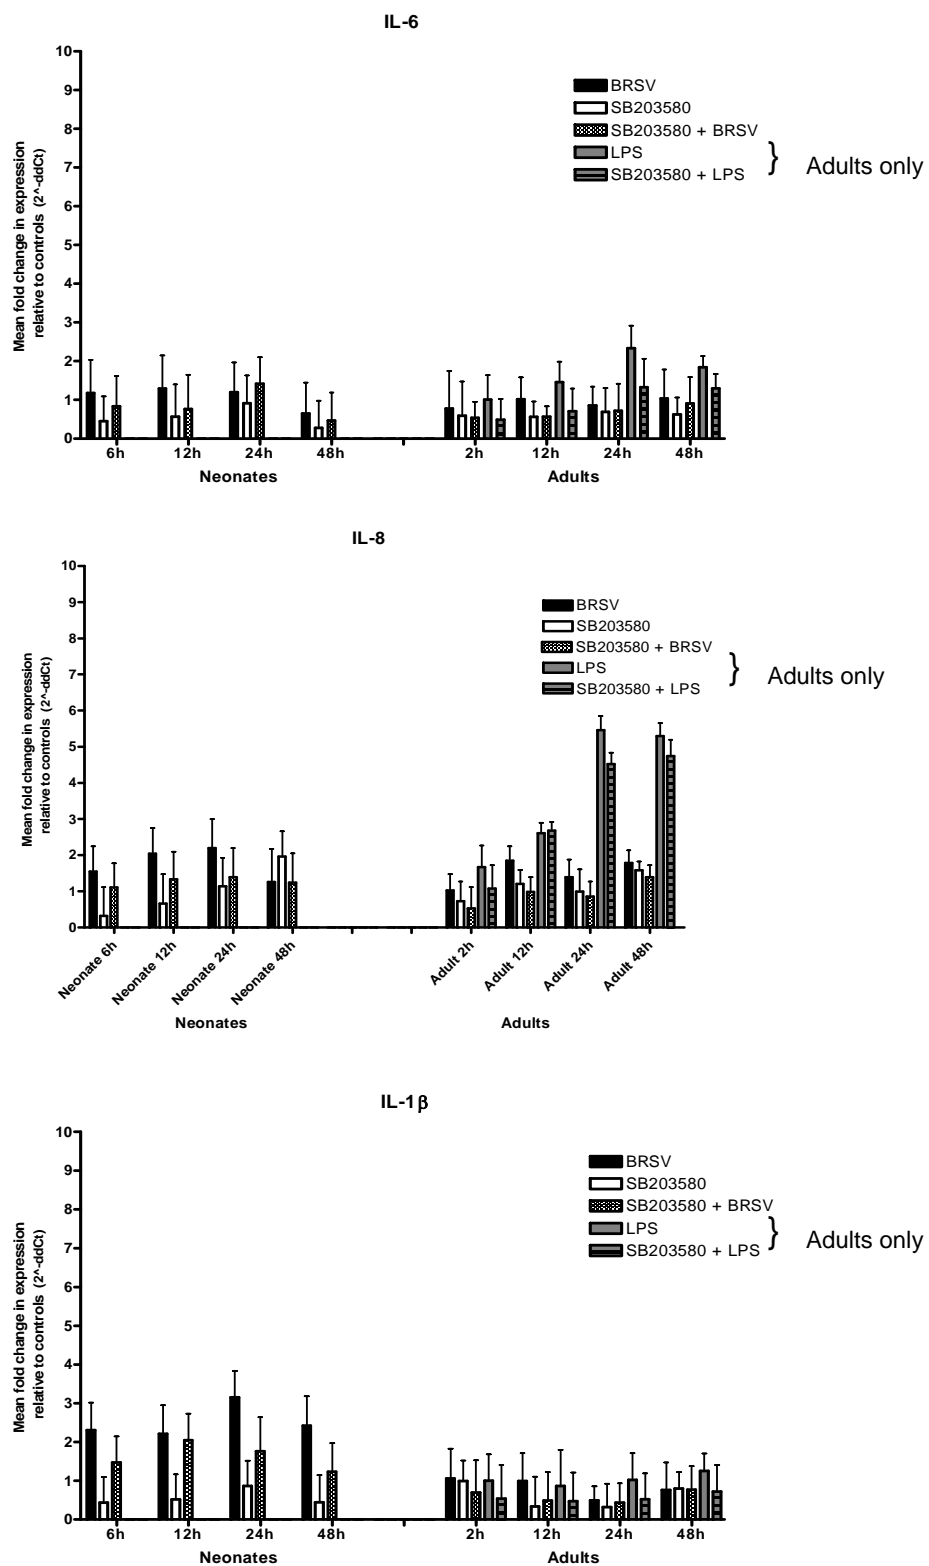 IL-6
Mean fold change in expression
relative to controls (2^-ddCt)
10
9
8
7
6
5
4
3
2
1
0
BRSV
SB203580
SB203580 + BRSV
LPS
SB203580 + LPS
} Adults only
6h 12h 24h 48h 2h 12h 24h 48h
Neonates Adults
IL-8
Mean fold change in expression
relative to controls (2^-ddCt)
10
9
8
7
6
5
4
3
2
1
0
BRSV
SB203580
SB203580 + BRSV
LPS
SB203580 + LPS
} Adults only
Neonate 6h Neonate 12h Neonate 24h Neonate 48h Adult 2h Adult 12h Adult 24h Adult 48h
Neonates Adults
IL-1β
Mean fold change in expression
relative to controls (2^-ddCt)
10
9
8
7
6
5
4
3
2
1
0
BRSV
SB203580
SB203580 + BRSV
LPS
SB203580 + LPS
} Adults only
6h 12h 24h 48h 2h 12h 24h 48h
Neonates Adults